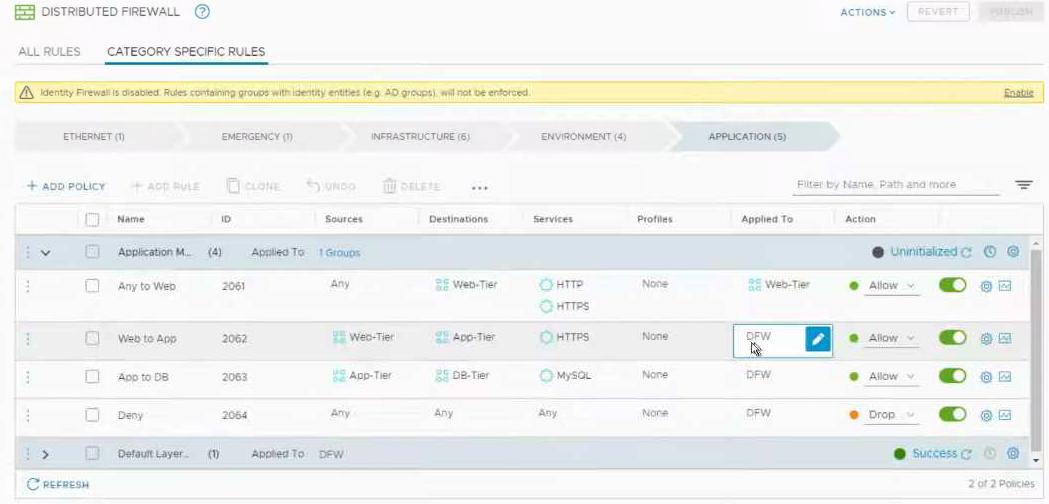 DISTRIBUTED FIREWALL ?
ACTIONS REVERT PUBLISH
ALL RULES CATEGORY SPECIFIC RULES
Identity Firewall is disabled. Rules containing groups with identity entities (e.g. AD groups), will not be enforced. Enable
ETHERNET (1) EMERGENCY (1) INFRASTRUCTURE (6) ENVIRONMENT (4) APPLICATION (5)
+ ADD POLICY + ADD RULE CLONE UNDO DELETE ... Filter by Name, Path and more
Name ID Sources Destinations Services Profiles Applied To Action
Application M... (4) Applied To 1 Groups Uninitialized
Any to Web 2061 Any Web-Tier HTTP None Web-Tier Allow
HTTPS
Web to App 2062 Web-Tier App-Tier HTTPS None DFW Allow
App to DB 2063 App-Tier DB-Tier MySQL None DFW Allow
Deny 2064 Any Any Any None DFW Drop
Default Layer... (1) Applied To DFW Success
REFRESH 2 of 2 Policies